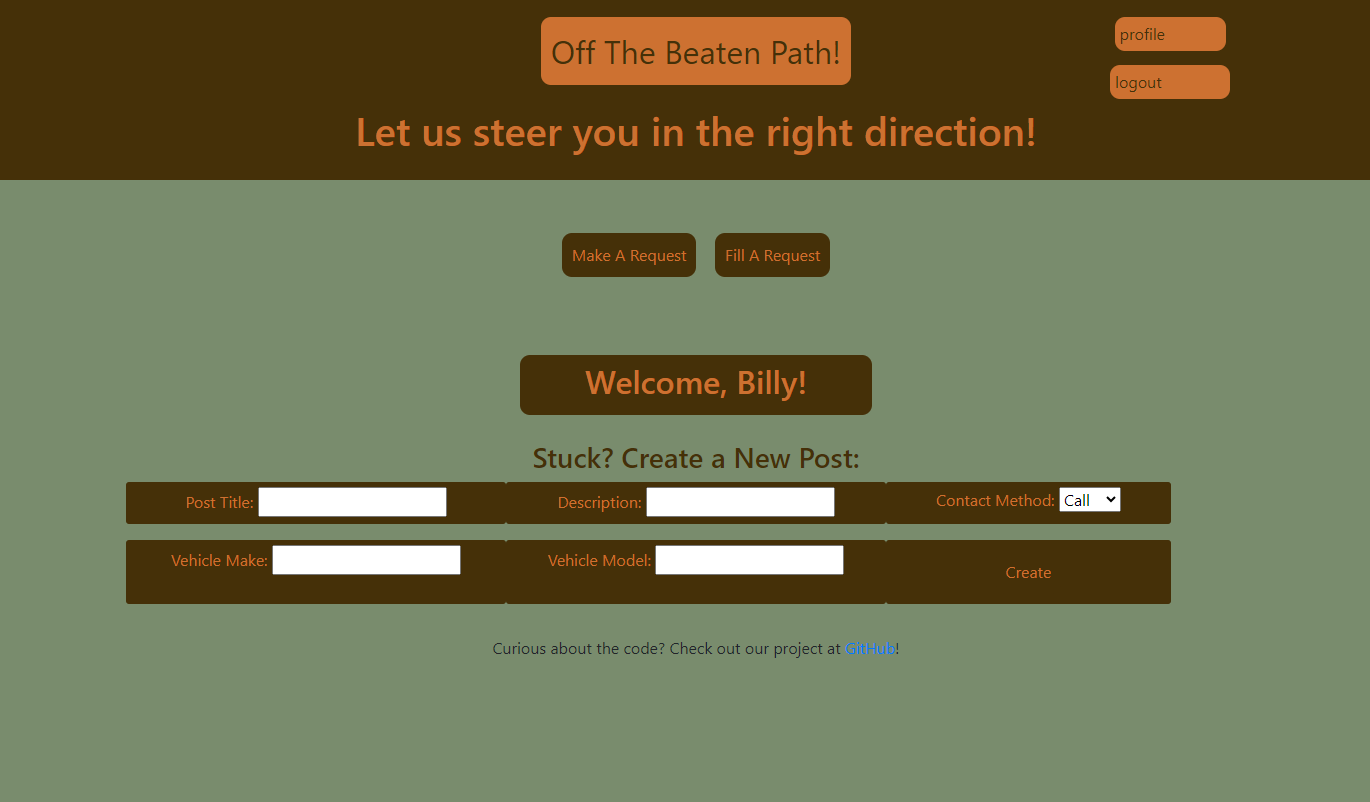 Off The Beaten Path!
profile
logout
Let us steer you in the right direction!
Make A Request
Fill A Request
Welcome, Billy!
Stuck? Create a New Post:
Post Title:
Description:
Contact Method: Call
Vehicle Make:
Vehicle Model:
Create
Curious about the code? Check out our project at GitHub!